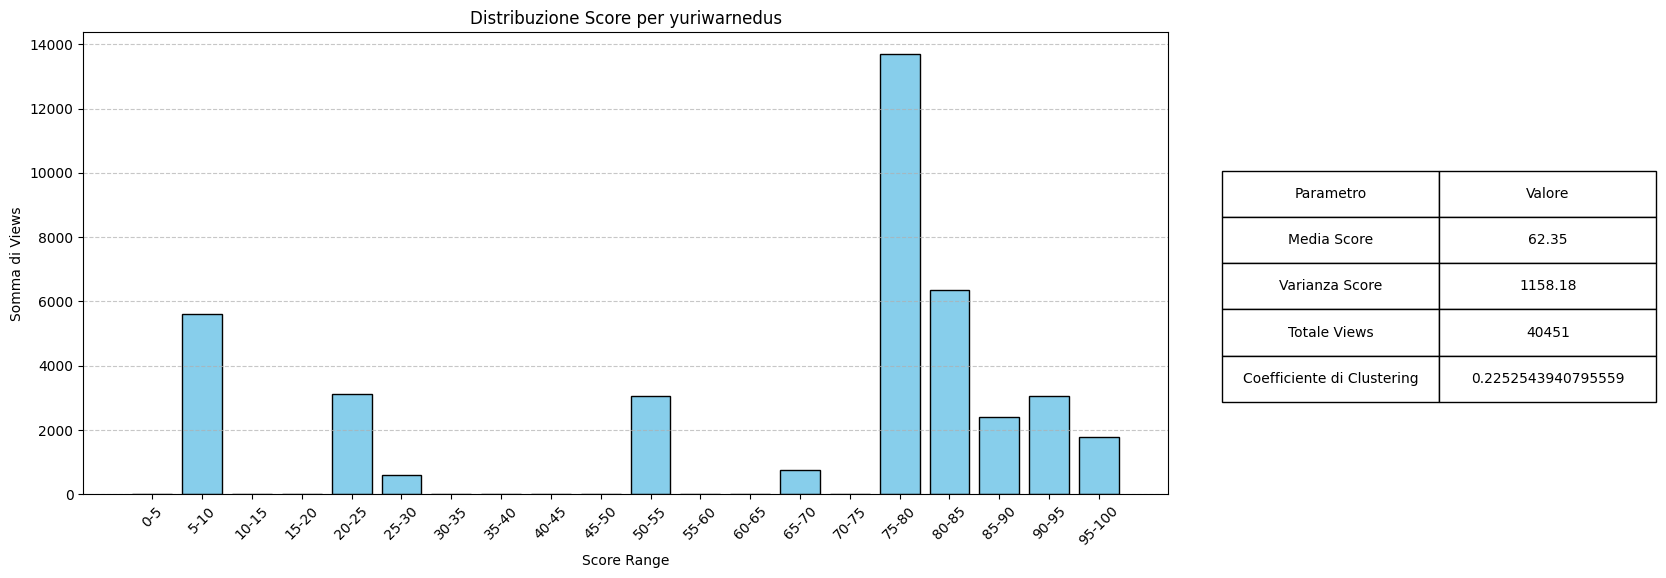 Distribuzione Score per yuriwarnedus
Somma di Views
14000
12000
10000
8000
6000
4000
2000
0
0-5 5-10 10-15 15-20 20-25 25-30 30-35 35-40 40-45 45-50 50-55 55-60 60-65 65-70 70-75 75-80 80-85 85-90 90-95 95-100
Score Range
Parametro Valore
Media Score 62.35
Varianza Score 1158.18
Totale Views 40451
Coefficiente di Clustering 0.2252543940795559